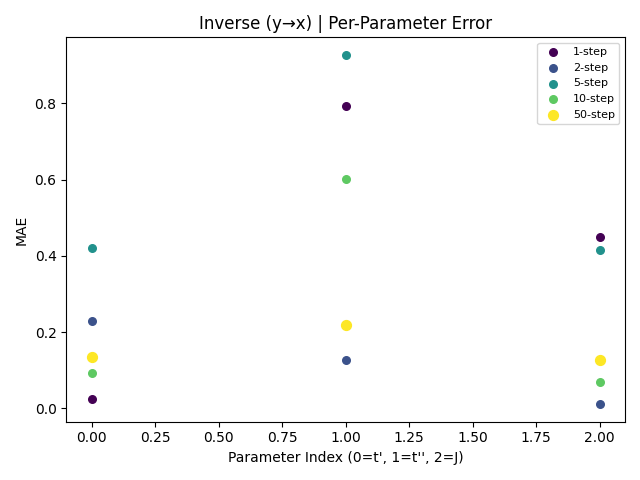 Inverse (y→x) | Per-Parameter Error
MAE
0.8
0.6
0.4
0.2
0.0
1-step
2-step
5-step
10-step
50-step
0.00 0.25 0.50 0.75 1.00 1.25 1.50 1.75 2.00
Parameter Index (0=t', 1=t'', 2=J)